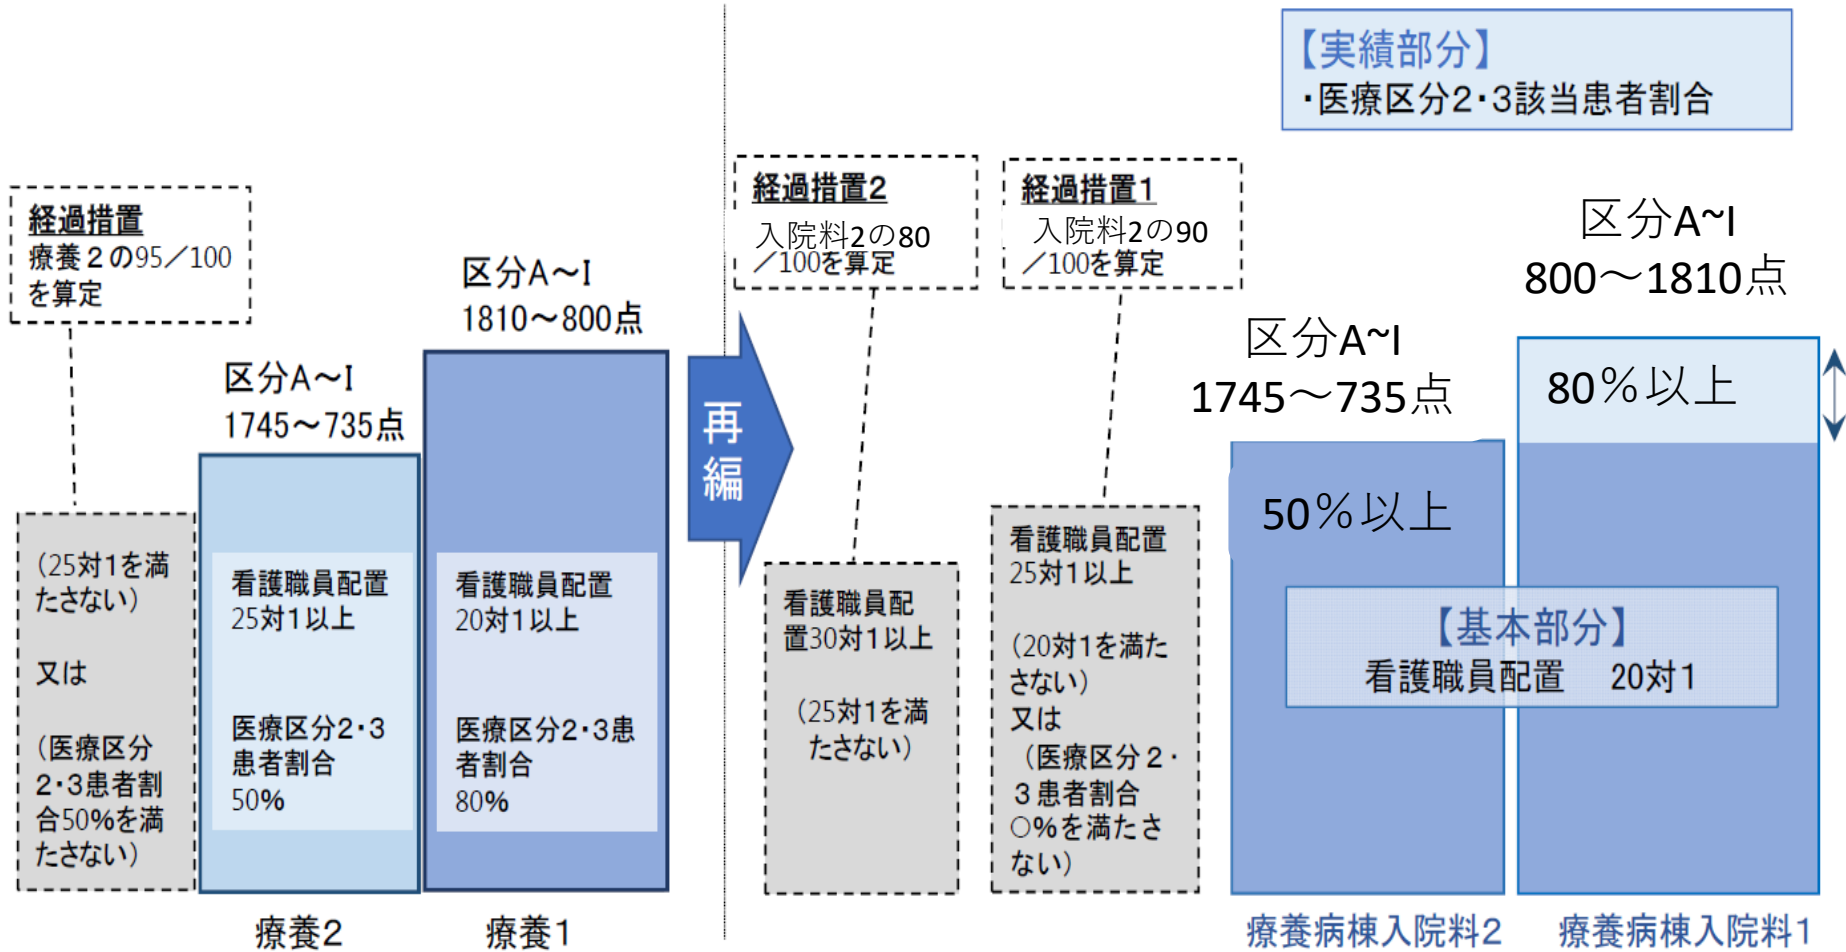 経過措置
療養２の95／100
を算定
区分A～I
1745～735点
区分A～I
1810～800点
（25対1を満
たさない）
又は
（医療区分
2・3患者割
合50%を満
たさない）
看護職員配置
25対1以上
医療区分2・3
患者割合
50%
看護職員配置
20対1以上
医療区分2・3患
者割合
80%
療養2
療養1
再
編
【実績部分】
・医療区分2・3該当患者割合
経過措置2
入院料2の80
／100を算定
経過措置1
入院料2の90
／100を算定
看護職員配
置30対1以上
（25対1を満
たさない）
看護職員配置
25対1以上
（20対1を満た
さない）
又は
（医療区分２・
３患者割合
○%を満たさ
ない）
区分A~I
1745～735点
区分A~I
800～1810点
50％以上
80％以上
【基本部分】
看護職員配置　20対1
療養病棟入院料2
療養病棟入院料1